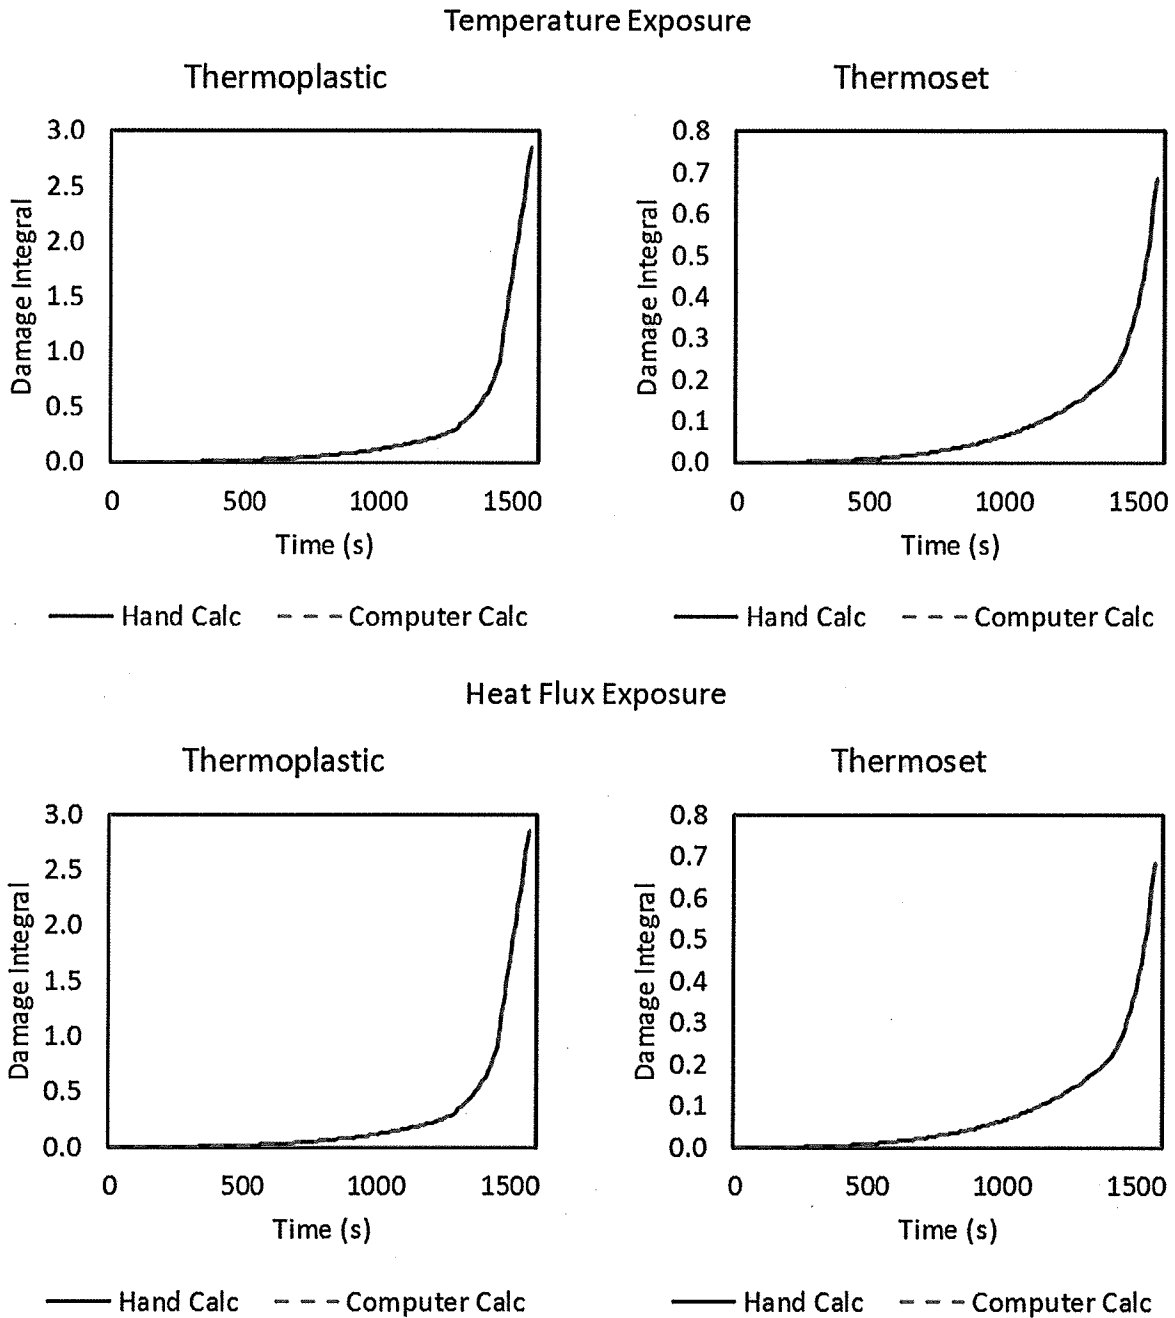 Temperature Exposure
Thermoplastic
Thermoset
3.0
2.5
2.0
1.5
1.0
0.5
0.0
Damage Integral
0 500 1000 1500
Time (s)
Hand Calc Computer Calc
0.8
0.7
0.6
0.5
0.4
0.3
0.2
0.1
0.0
Damage Integral
0 500 1000 1500
Time (s)
Hand Calc Computer Calc
Heat Flux Exposure
Thermoplastic
Thermoset
3.0
2.5
2.0
1.5
1.0
0.5
0.0
Damage Integral
0 500 1000 1500
Time (s)
Hand Calc Computer Calc
0.8
0.7
0.6
0.5
0.4
0.3
0.2
0.1
0.0
Damage Integral
0 500 1000 1500
Time (s)
Hand Calc Computer Calc